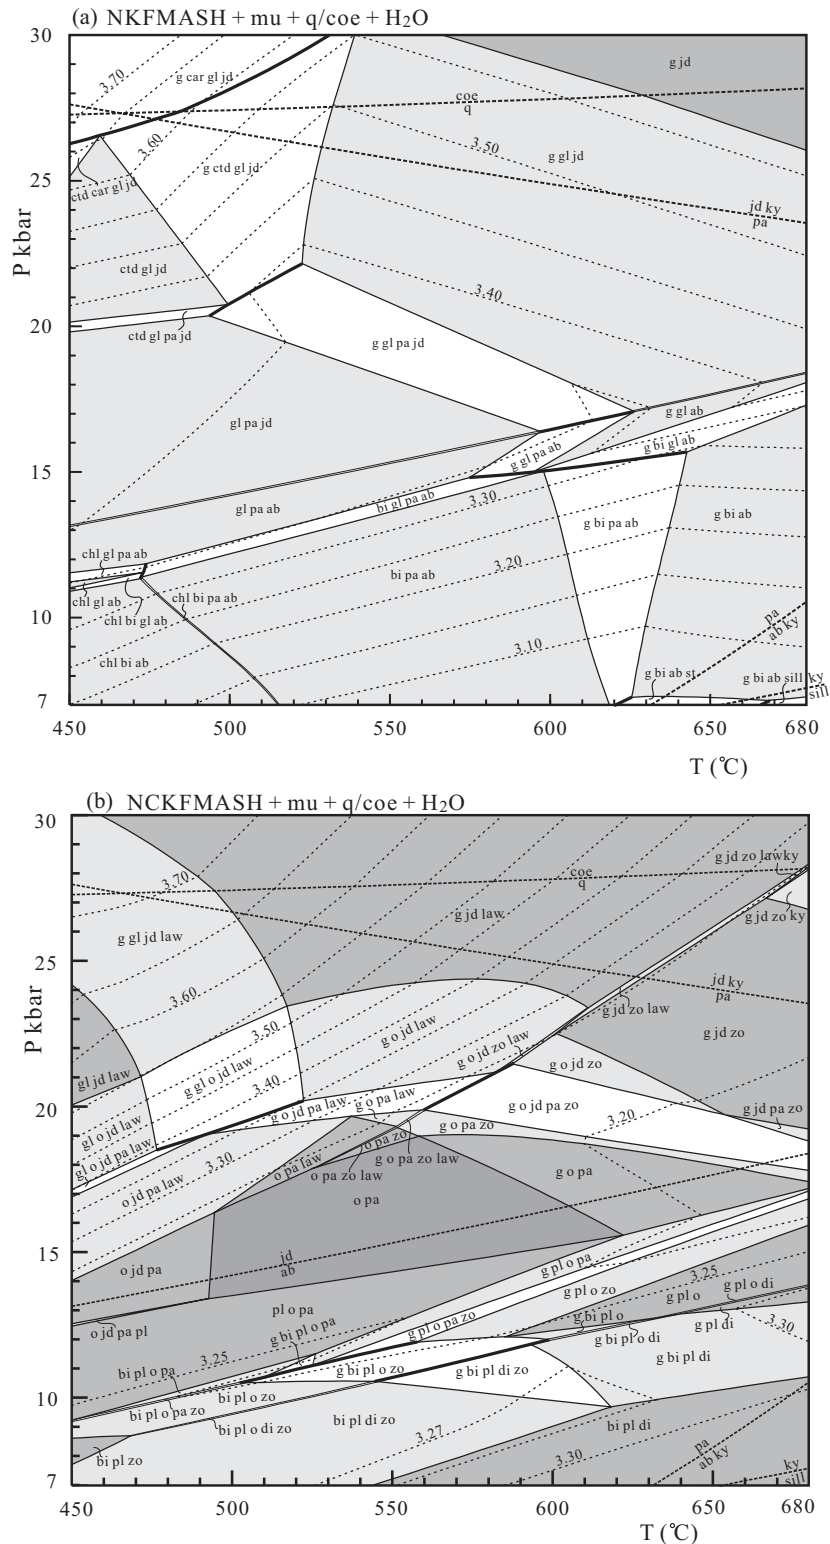 (a) NKFMASH + mu + q/coe + H2O
30
25
20
15
10
7
P kbar
3.70
g car gl jd
g jd
coe
q
3.60
3.50
g gl jd
g ctd gl jd
ctd car gl jd
jd ky
pa
ctd gl jd
3.40
ctd gl pa jd
g gl pa jd
gl pa jd
g gl ab
g bi gl ab
g gl pa ab
gl pa ab
bi gl pa ab
3.30
g bi pa ab
g bi ab
chl gl pa ab
3.20
bi pa ab
chl gl ab
chl bi pa ab
chl bi gl ab
pa
ab ky
3.10
chl bi ab
g bi ab st
g bi ab sill
ky
sill
450
500
550
600
650
680
T (℃)
(b) NCKFMASH + mu + q/coe + H2O
30
25
20
15
10
7
P kbar
g jd zo lawky
3.70
coe
q
g jd zo ky
g jd law
g gl jd law
jd ky
pa
3.60
g jd zo law
g jd zo
3.50
g o jd law
g o jd zo law
gl jd law
g gl o jd law
g o jd zo
3.40
g o pa law
g o jd pa law
g o jd pa zo
g jd pa zo
3.20
gl o jd law
g o pa zo
o pa zo
gl o jd pa law
3.30
g o pa zo law
o pa law
o pa zo law
g o pa
o jd pa law
o pa
jd
ab
o jd pa
g pl o pa
3.25
pl o pa
g pl o zo
g pl o
g pl o di
o jd pa pl
g pl o pa zo
g bi pl o
g pl di
3.30
g bi pl o pa
g bi pl o di
3.25
bi pl o pa
g bi pl o zo
g bi pl di zo
g bi pl di
bi pl o zo
bi pl o pa zo
bi pl o di zo
bi pl di zo
bi pl di
3.27
bi pl zo
3.30
pa
ab ky
ky
sill
450
500
550
600
650
680
T (℃)